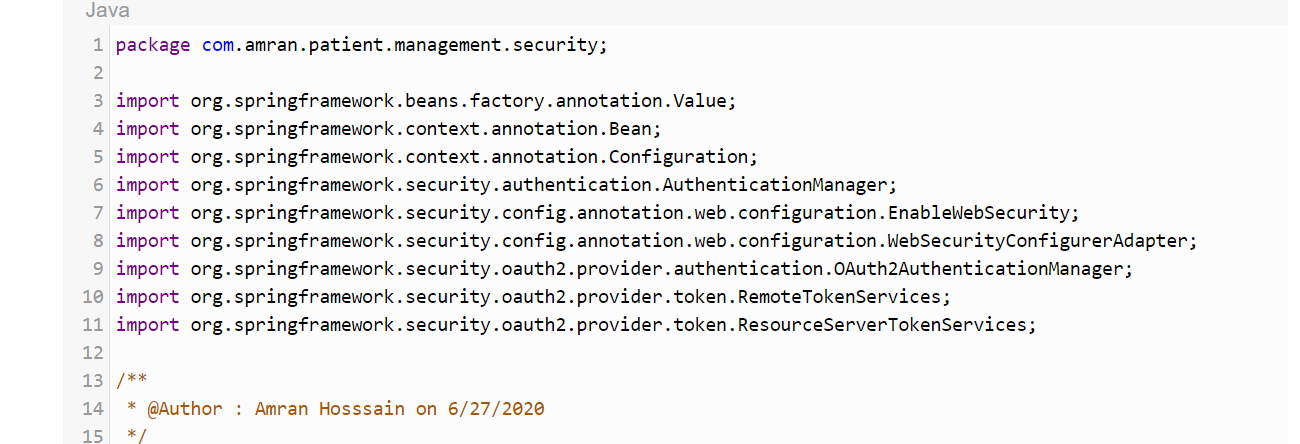 Java
1 package com.amran.patient.management.security;
2
3 import org.springframework.beans.factory.annotation.Value;
4 import org.springframework.context.annotation.Bean;
5 import org.springframework.context.annotation.Configuration;
6 import org.springframework.security.authentication.AuthenticationManager;
7 import org.springframework.security.config.annotation.web.configuration.EnableWebSecurity;
8 import org.springframework.security.config.annotation.web.configuration.WebSecurityConfigurerAdapter;
9 import org.springframework.security.oauth2.provider.authentication.OAuth2AuthenticationManager;
10 import org.springframework.security.oauth2.provider.token.RemoteTokenServices;
11 import org.springframework.security.oauth2.provider.token.ResourceServerTokenServices;
12
13 /**
14 * @Author : Amran Hosssain on 6/27/2020
15 */